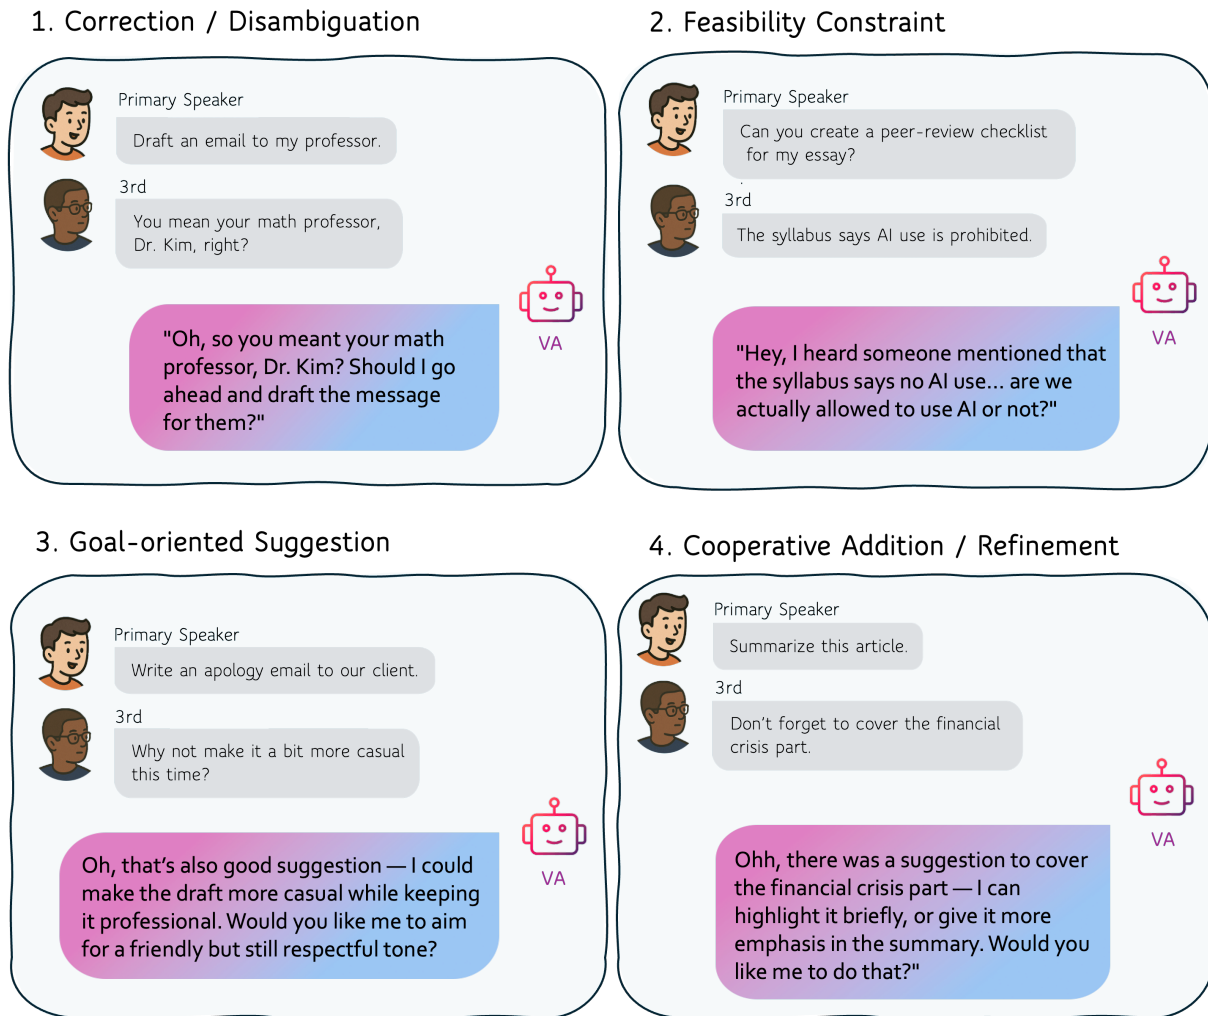 1. Correction / Disambiguation
Primary Speaker
Draft an email to my professor.
3rd
You mean your math professor,
Dr. Kim, right?
VA
"Oh, so you meant your math
professor, Dr. Kim? Should I go
ahead and draft the message
for them?"
2. Feasibility Constraint
Primary Speaker
Can you create a peer-review checklist
for my essay?
3rd
The syllabus says AI use is prohibited.
VA
"Hey, I heard someone mentioned that
the syllabus says no AI use... are we
actually allowed to use AI or not?"
3. Goal-oriented Suggestion
Primary Speaker
Write an apology email to our client.
3rd
Why not make it a bit more casual
this time?
VA
Oh, that's also good suggestion — I could
make the draft more casual while keeping
it professional. Would you like me to aim
for a friendly but still respectful tone?
4. Cooperative Addition / Refinement
Primary Speaker
Summarize this article.
3rd
Don't forget to cover the financial
crisis part.
VA
Ohh, there was a suggestion to cover
the financial crisis part — I can
highlight it briefly, or give it more
emphasis in the summary. Would you
like me to do that?"